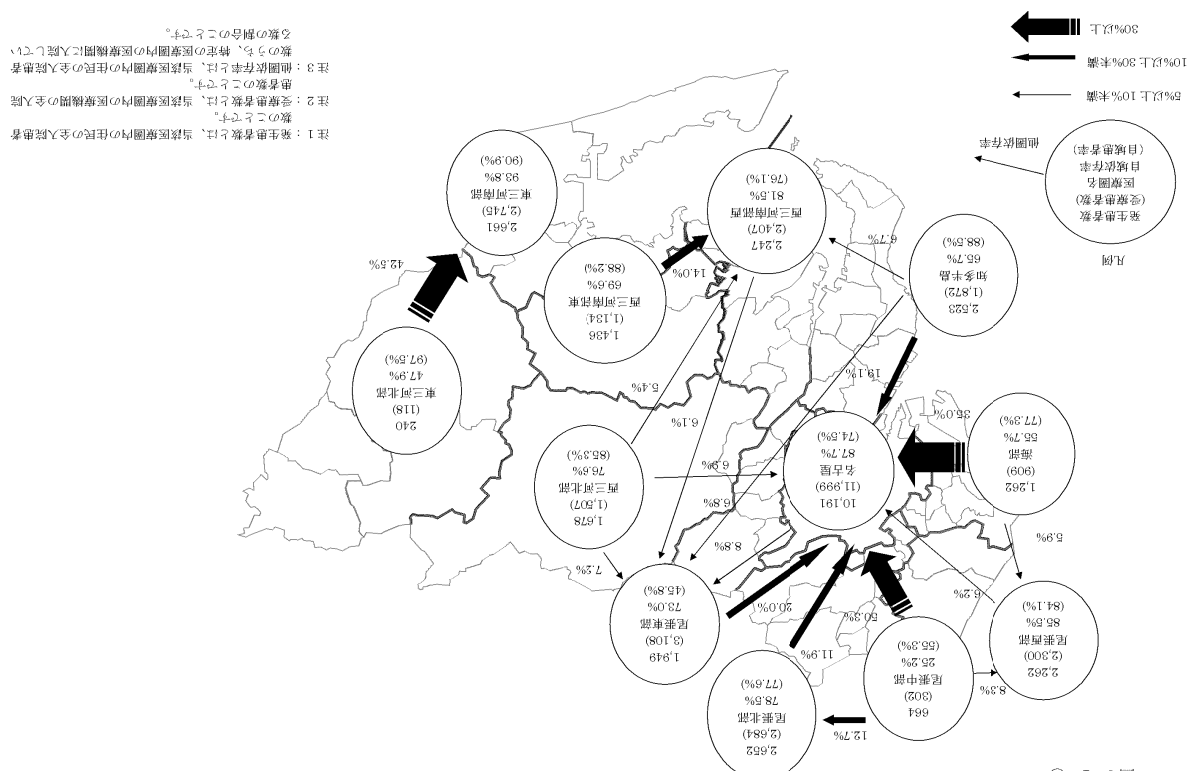 2,652
(2,684)
尾張北部
78.5%
(77.6%)
12.7%
664
(302)
尾張中部
25.2%
(55.3%)
8.3%
2,262
(2,300)
尾張西部
85.5%
(84.1%)
11.9%
1,949
(3,108)
尾張東部
73.0%
(45.8%)
50.3%
20.0%
6.2%
7.2%
5.9%
8.8%
6.8%
6.9%
1,262
(909)
海部
55.7%
(77.3%)
35.0%
10,191
(11,999)
名古屋
87.7%
(74.5%)
1,678
(1,507)
西三河北部
76.6%
(85.3%)
6.1%
5.4%
19.1%
240
(118)
東三河北部
47.9%
(97.5%)
42.5%
2,523
(1,872)
知多半島
65.7%
(88.5%)
6.7%
1,436
(1,134)
西三河南部東
69.6%
(88.2%)
14.0%
2,247
(2,407)
西三河南部西
81.5%
(76.1%)
2,661
(2,745)
東三河南部
93.8%
(90.9%)
凡例
発生患者数
(受療患者数)
医療圏名
自域依存率
(自域患者率)
他圏依存率
5%以上10%未満
10%以上30%未満
30%以上
注1：発生患者数とは、当該医療圏内の住民の全入院患者
数のことです。
注2：受療患者数とは、当該医療圏内の医療機関の全入院
患者数のことです。
注3：他圏依存率とは、当該医療圏内の住民の全入院患者
数のうち、特定の医療圏内の医療機関に入院してい
る数の割合のことです。